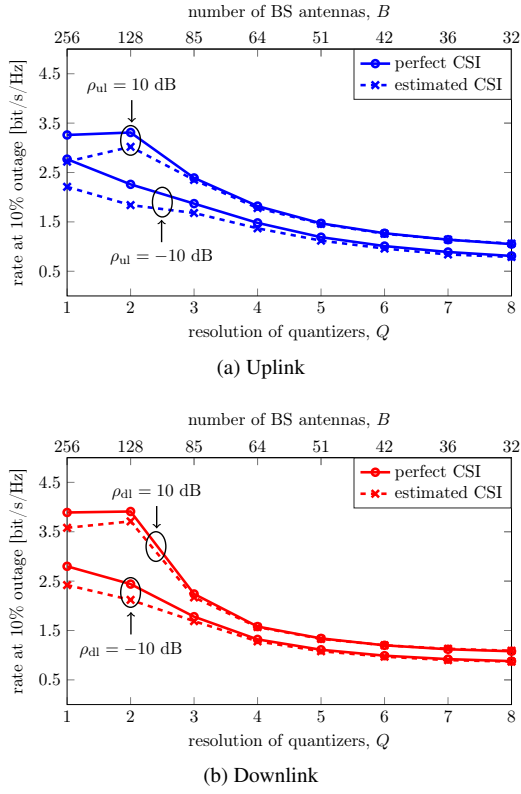 number of BS antennas, B
256 128 85 64 51 42 36 32
rate at 10% outage [bit/s/Hz]
4.5
3.5
2.5
1.5
0.5
perfect CSI
estimated CSI
ρul = 10 dB
ρul = −10 dB
1 2 3 4 5 6 7 8
resolution of quantizers, Q
(a) Uplink
number of BS antennas, B
256 128 85 64 51 42 36 32
rate at 10% outage [bit/s/Hz]
4.5
3.5
2.5
1.5
0.5
perfect CSI
estimated CSI
ρdl = 10 dB
ρdl = −10 dB
1 2 3 4 5 6 7 8
resolution of quantizers, Q
(b) Downlink